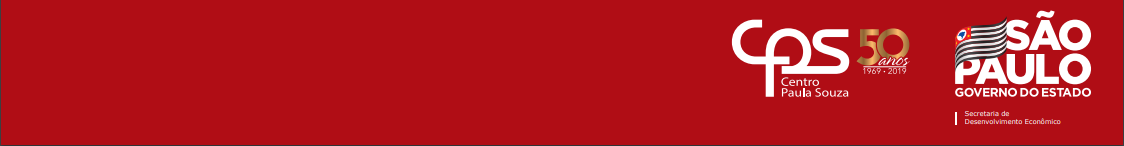 CPS
Centro
Paula Souza
50
anos
1969 - 2019
SÃO
PAULO
GOVERNO DO ESTADO
Secretaria de
Desenvolvimento Econômico